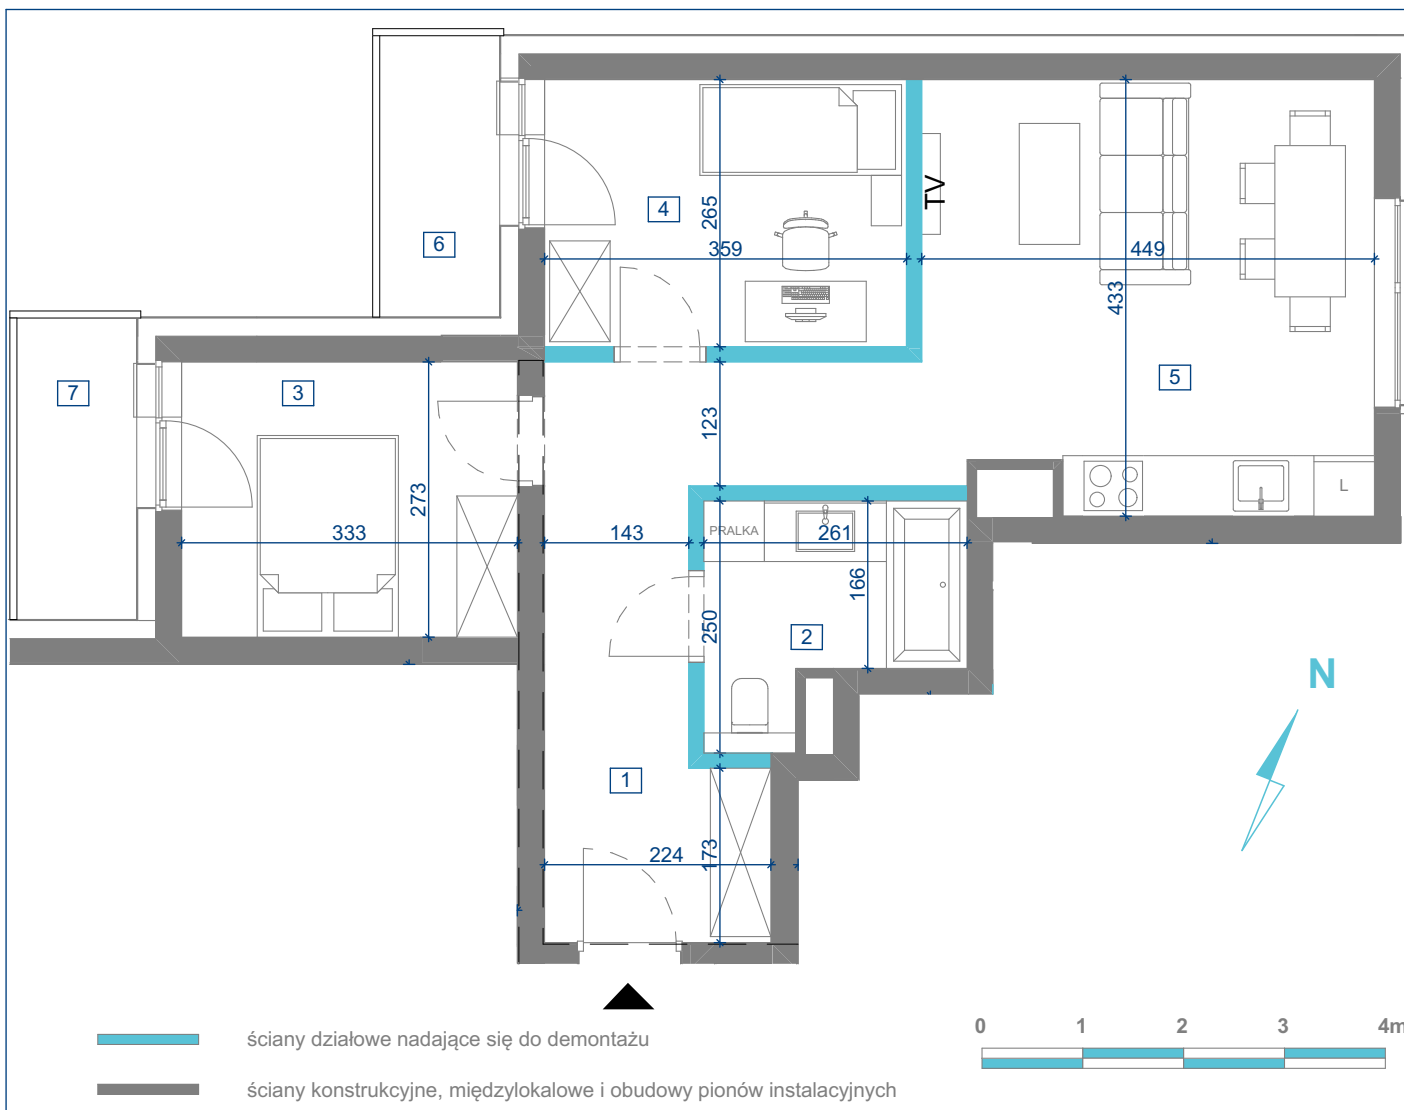 265
4
TV
6
359
449
433
3
5
7
123
273
L
333
143
PRALKA
261
166
250
2
N
1
224
173
0 1 2 3 4m
ściany działowe nadające się do demontażu
ściany konstrukcyjne, międzylokalowe i obudowy pionów instalacyjnych